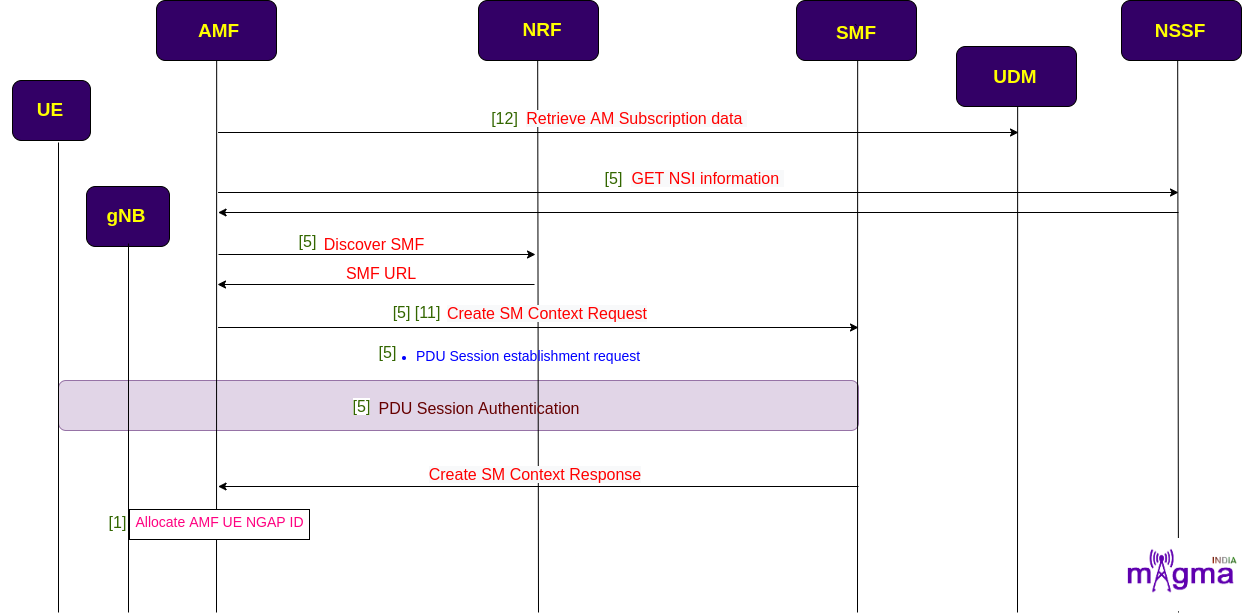 AMF
NRF
SMF
NSSF
UDM
UE
[12] Retrieve AM Subscription data
[5] GET NSI information
gNB
[5] Discover SMF
SMF URL
[5] [11] Create SM Context Request
[5] • PDU Session establishment request
[5] PDU Session Authentication
Create SM Context Response
[1] Allocate AMF UE NGAP ID
INDIA
magma